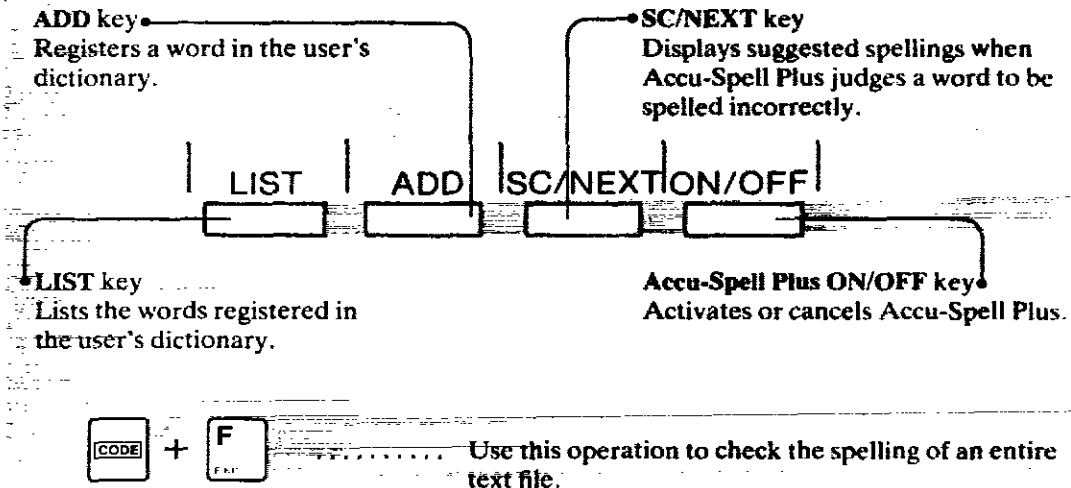 ADD key
Registers a word in the user's
dictionary.
SC/NEXT key
Displays suggested spellings when
Accu-Spell Plus judges a word to be
spelled incorrectly.
LIST ADD SC/NEXT ON/OFF
LIST key
Lists the words registered in
the user's dictionary.
Accu-Spell Plus ON/OFF key
Activates or cancels Accu-Spell Plus.
CODE + F .......... Use this operation to check the spelling of an entire
text file.